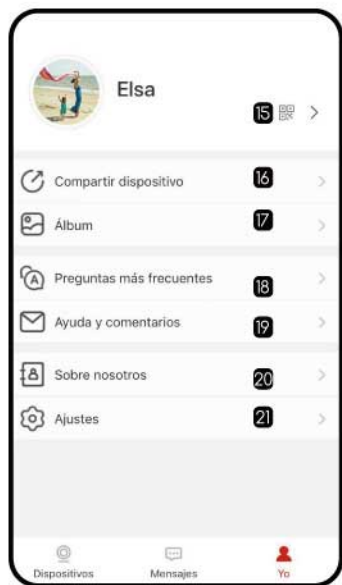 Elsa
15
Compartir dispositivo 16
Álbum 17
Preguntas más frecuentes 18
Ayuda y comentarios 19
Sobre nosotros 20
Ajustes 21
Dispositivos Mensajes Yo